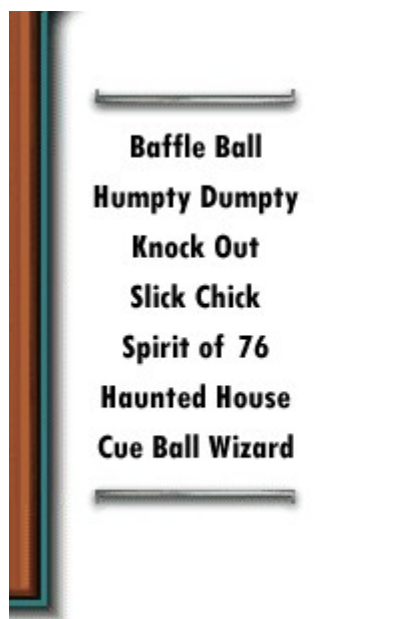 Baffle Ball
Humpty Dumpty
Knock Out
Slick Chick
Spirit of 76
Haunted House
Cue Ball Wizard